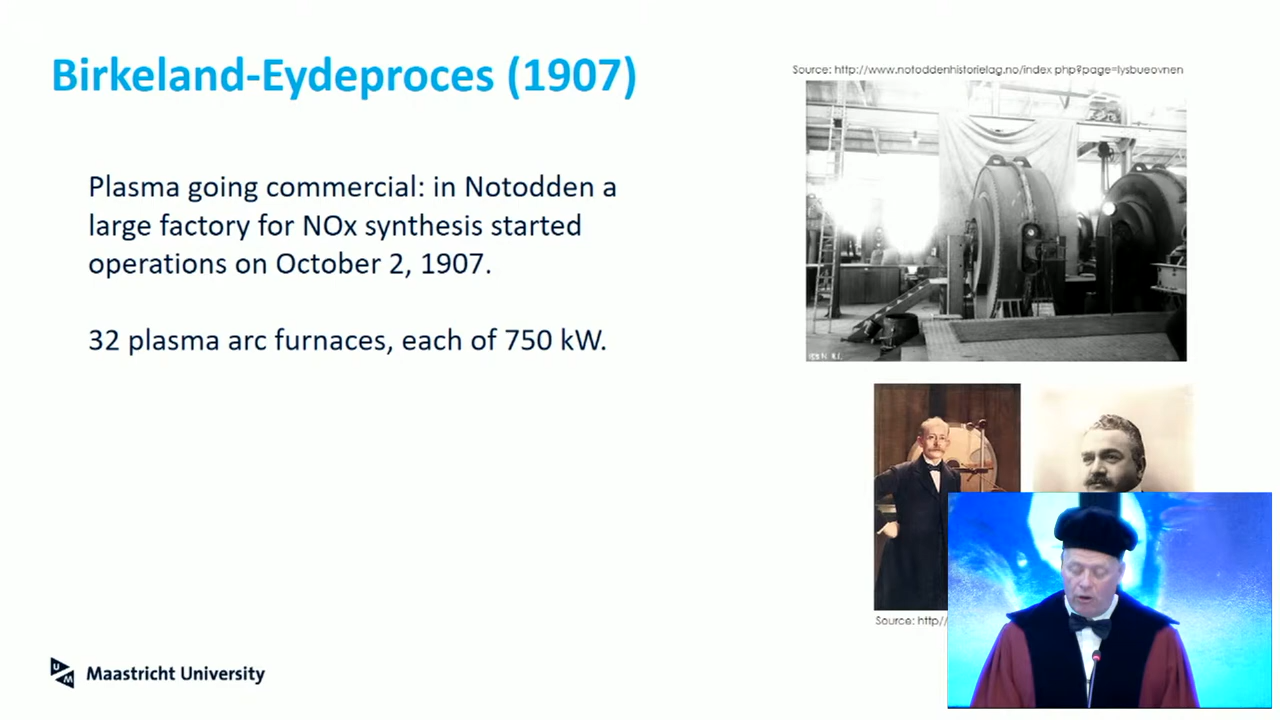 Birkeland-Eydeproces (1907)
Source: http://www.notoddenhistorielag.no/index.php?page=lysbueovnen
Plasma going commercial: in Notodden a
large factory for NOx synthesis started
operations on October 2, 1907.
32 plasma arc furnaces, each of 750 kW.
Source: http://
UM Maastricht University